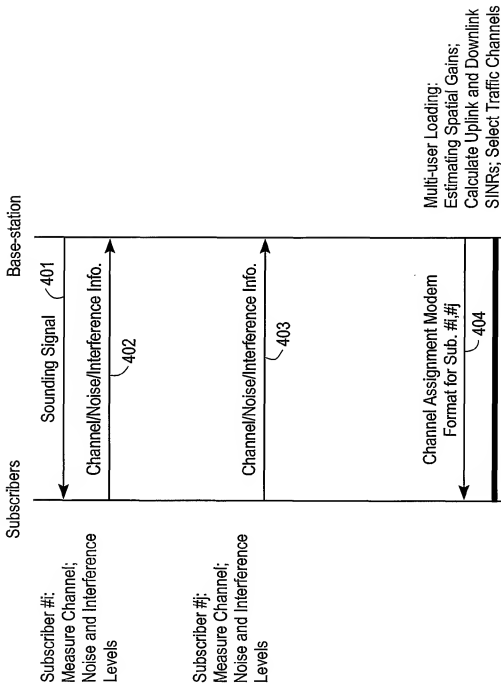 Subscribers
Base-station
Subscriber #i:
Measure Channel;
Noise and Interference
Levels
Sounding Signal
401
Channel/Noise/Interference Info.
402
Subscriber #j:
Measure Channel;
Noise and Interference
Levels
Channel/Noise/Interference Info.
403
Channel Assignment Modem
Format for Sub. #i,#j
404
Multi-user Loading:
Estimating Spatial Gains;
Calculate Uplink and Downlink
SINRs; Select Traffic Channels